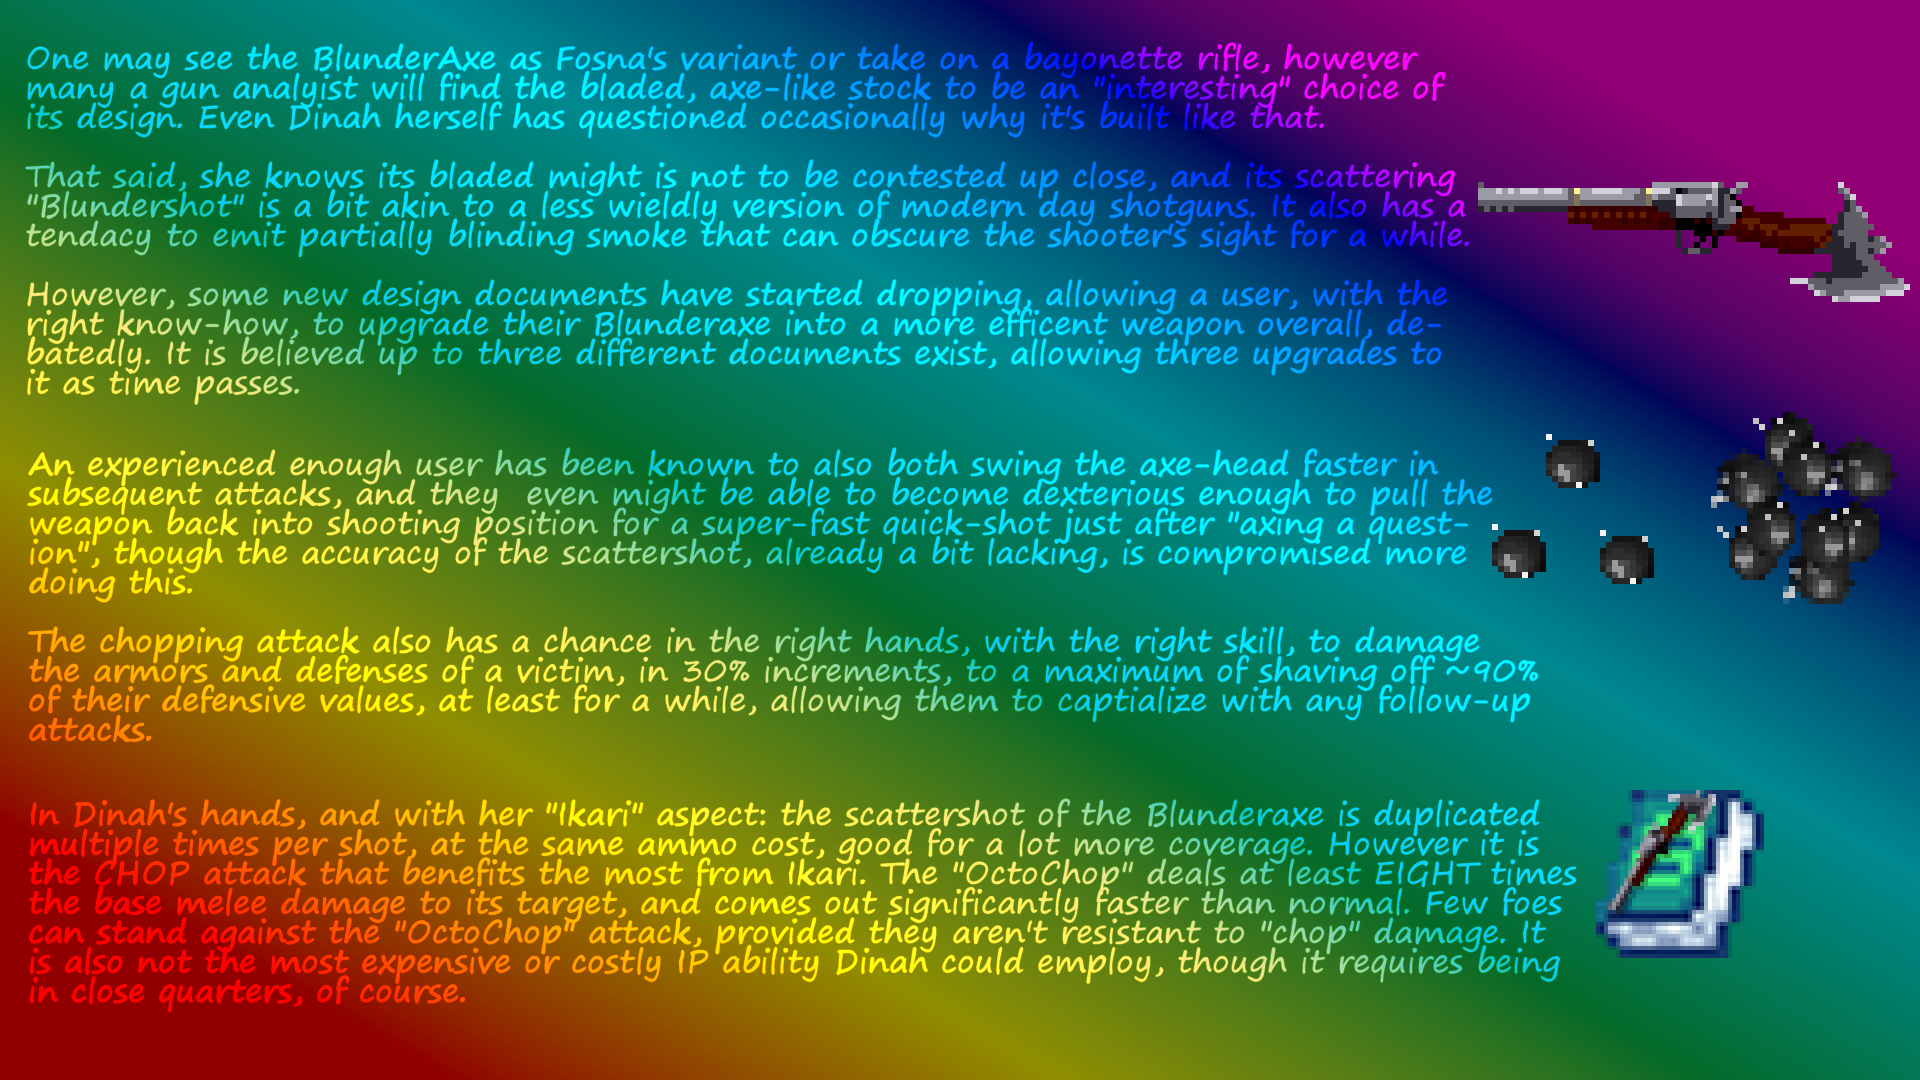 One may see the BlunderAxe as Fosna's variant or take on a bayonette rifle, however
many a gun analyist will find the bladed, axe-like stock to be an "interesting" choice of
its design. Even Dinah herself has questioned occasionally why it's built like that.
That said, she knows its bladed might is not to be contested up close, and its scattering
"Blundershot" is a bit akin to a less wieldly version of modern day shotguns. It also has a
tendacy to emit partially blinding smoke that can obscure the shooter's sight for a while.
However, some new design documents have started dropping, allowing a user, with the
right know-how, to upgrade their Blunderaxe into a more efficent weapon overall, de-
batedly. It is believed up to three different documents exist, allowing three upgrades to
it as time passes.
An experienced enough user has been known to also both swing the axe-head faster in
subsequent attacks, and they  even might be able to become dexterious enough to pull the
weapon back into shooting position for a super-fast quick-shot just after "axing a quest-
ion", though the accuracy of the scattershot, already a bit lacking, is compromised more
doing this.
The chopping attack also has a chance in the right hands, with the right skill, to damage
the armors and defenses of a victim, in 30% increments, to a maximum of shaving off ~90%
of their defensive values, at least for a while, allowing them to captialize with any follow-up
attacks.
In Dinah's hands, and with her "Ikari" aspect: the scattershot of the Blunderaxe is duplicated
multiple times per shot, at the same ammo cost, good for a lot more coverage. However it is
the CHOP attack that benefits the most from Ikari. The "OctoChop" deals at least EIGHT times
the base melee damage to its target, and comes out significantly faster than normal. Few foes
can stand against the "OctoChop" attack, provided they aren't resistant to "chop" damage. It
is also not the most expensive or costly IP ability Dinah could employ, though it requires being
in close quarters, of course.